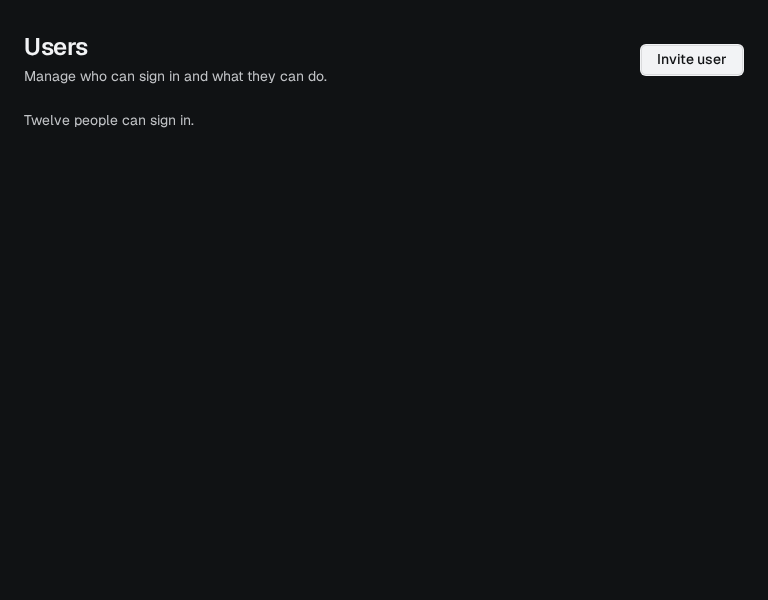 Users
Manage who can sign in and what they can do.
Invite user
Twelve people can sign in.